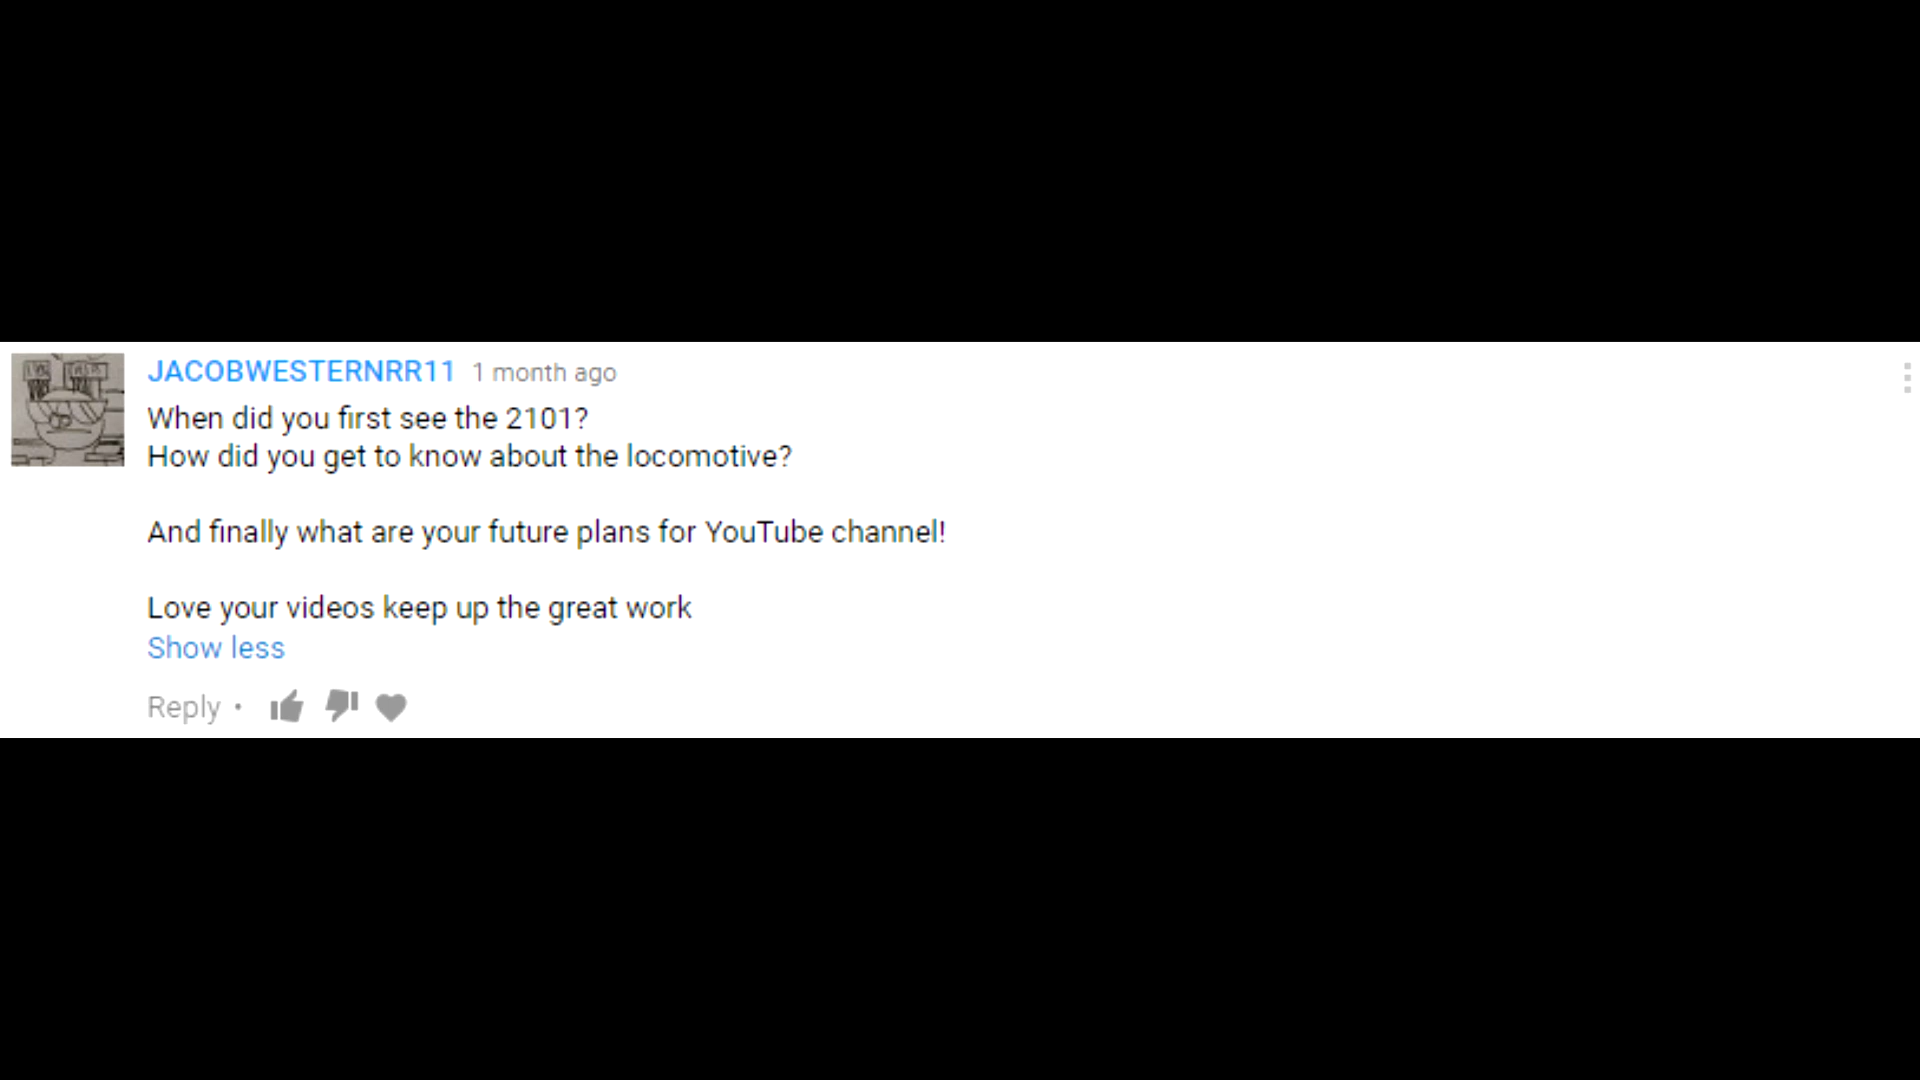 JACOBWESTERNRR11 1 month ago
When did you first see the 2101?
How did you get to know about the locomotive?
And finally what are your future plans for YouTube channel!
Love your videos keep up the great work
Show less
Reply •